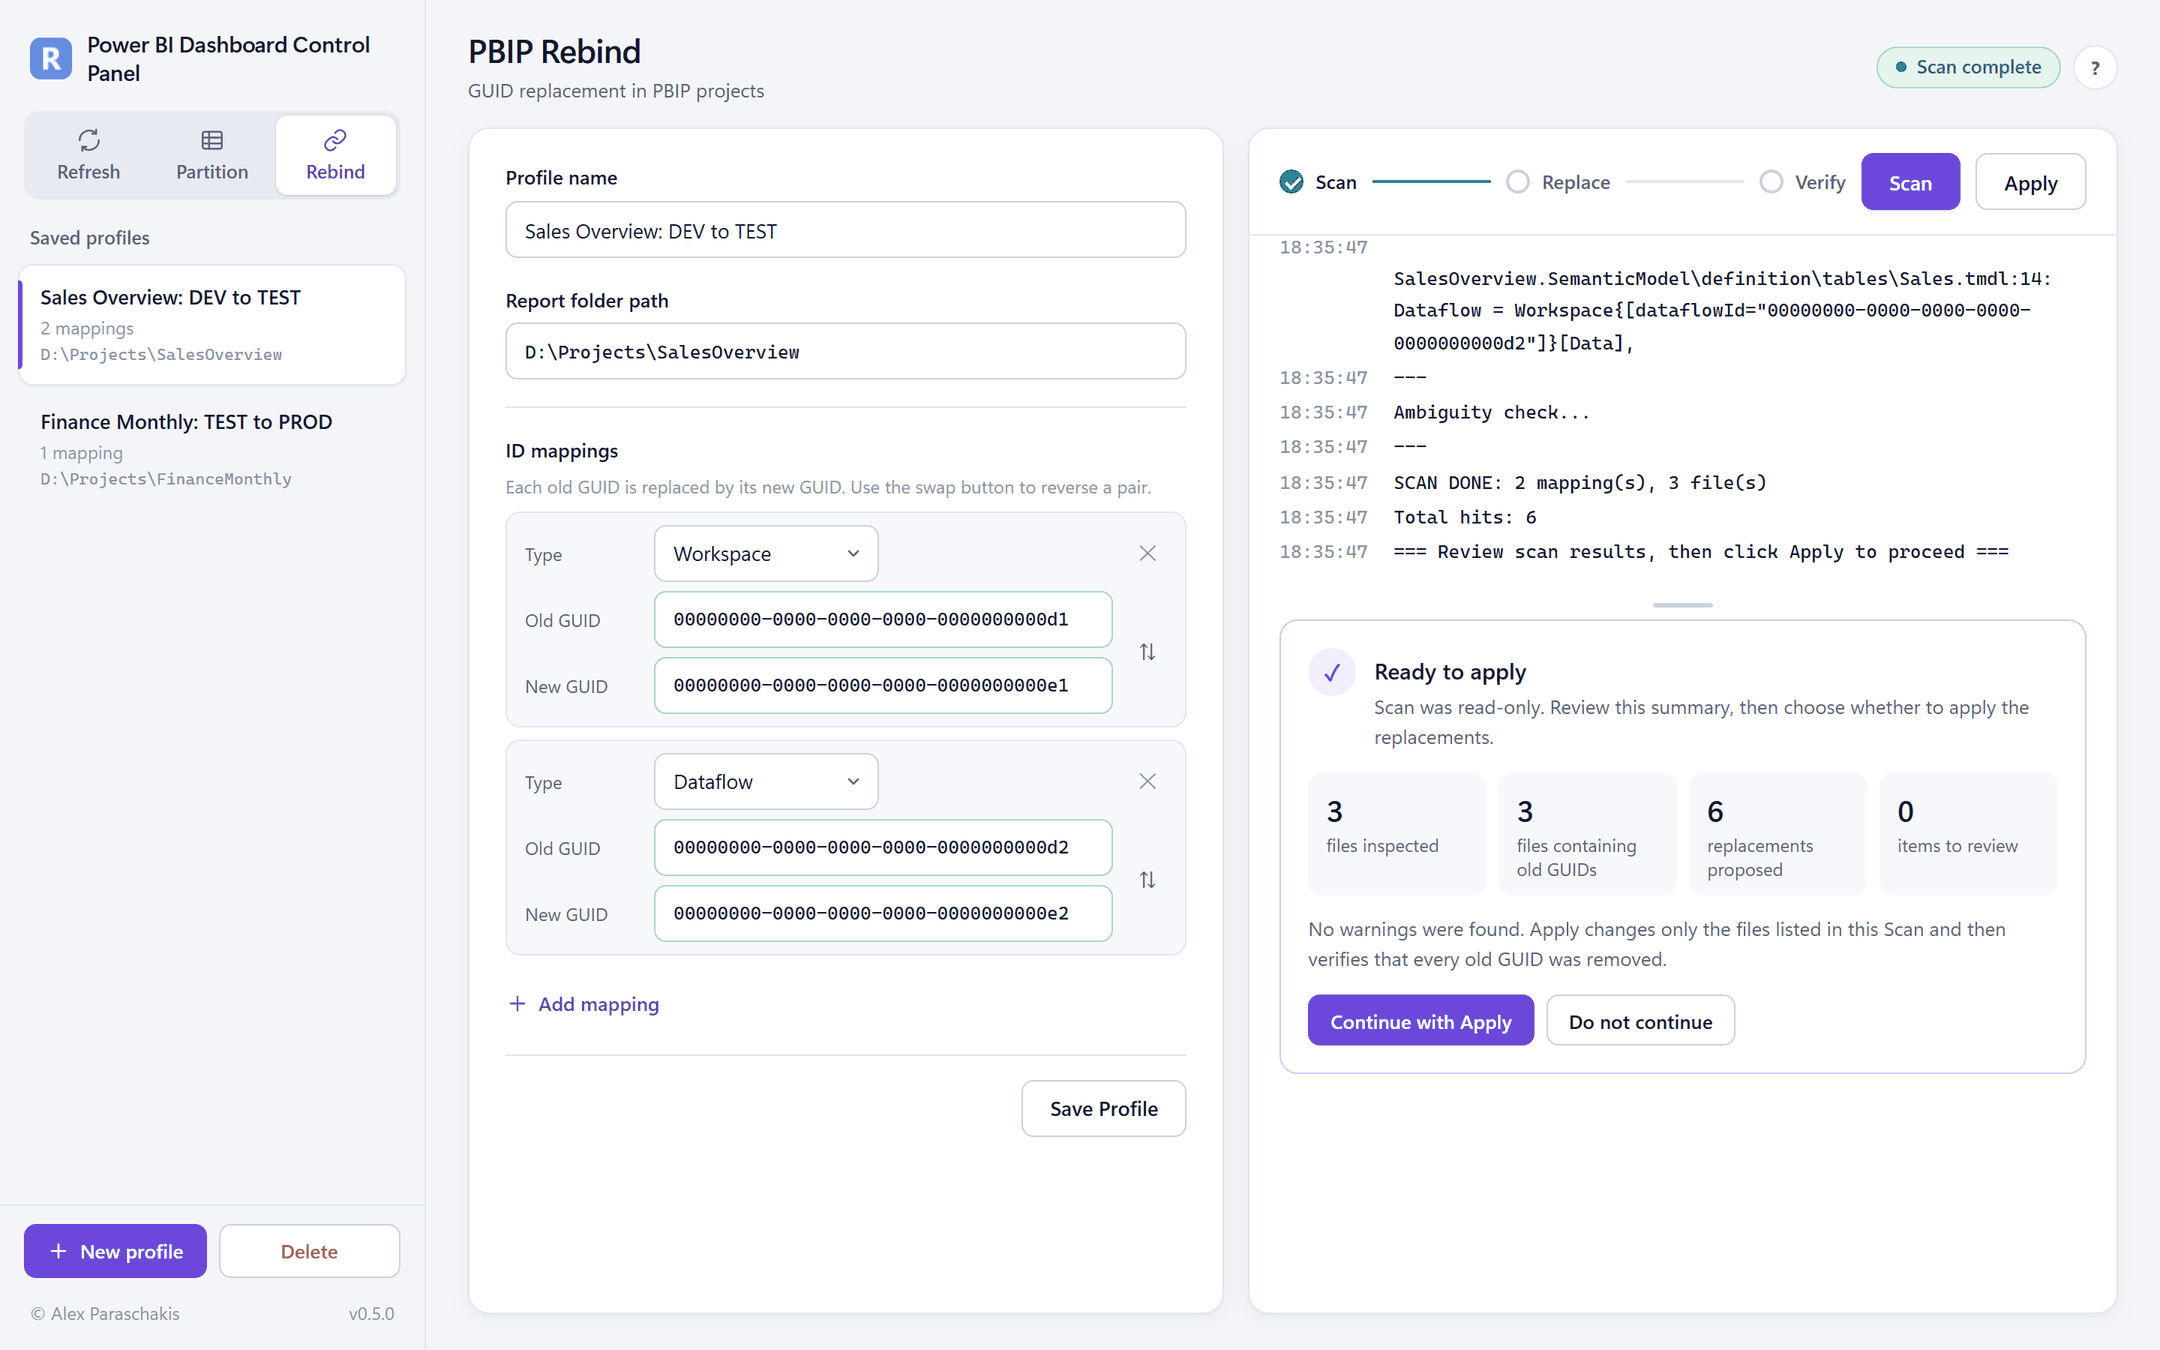 R
Power BI Dashboard Control
Panel
Refresh
Partition
Rebind
Saved profiles
Sales Overview: DEV to TEST
2 mappings
D:\Projects\SalesOverview
Finance Monthly: TEST to PROD
1 mapping
D:\Projects\FinanceMonthly
+ New profile
Delete
© Alex Paraschakis
v0.5.0
PBIP Rebind
GUID replacement in PBIP projects
Scan complete
?
Profile name
Sales Overview: DEV to TEST
Report folder path
D:\Projects\SalesOverview
ID mappings
Each old GUID is replaced by its new GUID. Use the swap button to reverse a pair.
Type
Workspace
Old GUID
00000000-0000-0000-0000-0000000000d1
New GUID
00000000-0000-0000-0000-0000000000e1
Type
Dataflow
Old GUID
00000000-0000-0000-0000-0000000000d2
New GUID
00000000-0000-0000-0000-0000000000e2
+ Add mapping
Save Profile
Scan
Replace
Verify
Scan
Apply
18:35:47
SalesOverview.SemanticModel\definition\tables\Sales.tmdl:14:
Dataflow = Workspace{[dataflowId="00000000-0000-0000-0000-
0000000000d2"]}[Data],
18:35:47 ---
18:35:47 Ambiguity check...
18:35:47 ---
18:35:47 SCAN DONE: 2 mapping(s), 3 file(s)
18:35:47 Total hits: 6
18:35:47 === Review scan results, then click Apply to proceed ===
Ready to apply
Scan was read-only. Review this summary, then choose whether to apply the
replacements.
3
files inspected
3
files containing
old GUIDs
6
replacements
proposed
0
items to review
No warnings were found. Apply changes only the files listed in this Scan and then
verifies that every old GUID was removed.
Continue with Apply
Do not continue